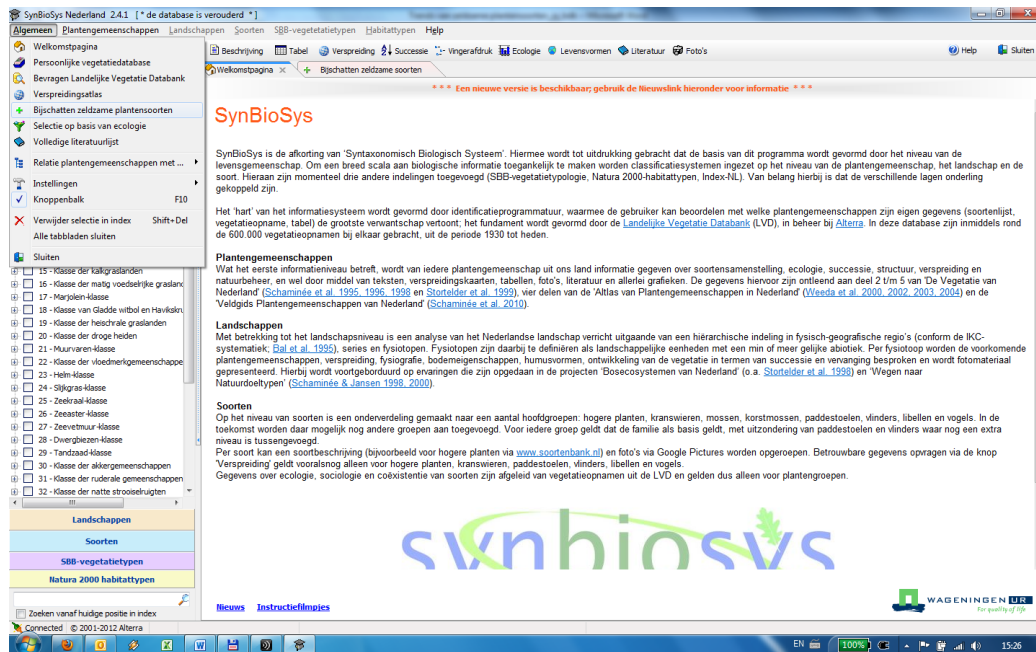 SynBioSys Nederland 2.4.1 [ * de database is verouderd * ]
Algemeen Plantengemeenschappen Landschappen Soorten SBB-vegetetatietypen Habitattypen Help
Welkomstpagina
Persoonlijke vegetatiedatabase
Bevragen Landelijke Vegetatie Databank
Verspreidingsatlas
Bijschatten zeldzame plantensoorten
Selectie op basis van ecologie
Volledige literatuurlijst
Relatie plantengemeenschappen met ...
Instellingen
Knoppenbalk F10
Verwijder selectie in index Shift+Del
Alle tabbladen sluiten
Sluiten
Beschrijving Tabel Verspreiding Successie Vingerafdruk Ecologie Levensvormen Literatuur Foto's Help Sluiten
Welkomstpagina Bijschatten zeldzame soorten
* * * Een nieuwe versie is beschikbaar; gebruik de Nieuwslink hieronder voor informatie * * *
SynBioSys
SynBioSys is de afkorting van 'Syntaxonomisch Biologisch Systeem'. Hiermee wordt tot uitdrukking gebracht dat de basis van dit programma wordt gevormd door het niveau van de
levensgemeenschap. Om een breed scala aan biologische informatie toegankelijk te maken worden classificatiesystemen ingezet op het niveau van de plantengemeenschap, het landschap en de
soort. Hieraan zijn momenteel drie andere indelingen toegevoegd (SBB-vegetatietypologie, Natura 2000-habitattypen, Index-NL). Van belang hierbij is dat de verschillende lagen onderling
gekoppeld zijn.
Het 'hart' van het informatiesysteem wordt gevormd door identificatieprogrammatuur, waarmee de gebruiker kan beoordelen met welke plantengemeenschappen zijn eigen gegevens (soortenlijst,
vegetatieopname, tabel) de grootste verwantschap vertoont; het fundament wordt gevormd door de Landelijke Vegetatie Databank (LVD), in beheer bij Alterra. In deze database zijn inmiddels rond
de 600.000 vegetatieopnamen bij elkaar gebracht, uit de periode 1930 tot heden.
Plantengemeenschappen
Wat het eerste informatieniveau betreft, wordt van iedere plantengemeenschap uit ons land informatie gegeven over soortensamenstelling, ecologie, successie, structuur, verspreiding en
natuurbeheer, en wel door middel van teksten, verspreidingskaarten, tabellen, foto's, literatuur en allerlei grafieken. De gegevens hiervoor zijn ontleend aan deel 2 t/m 5 van 'De Vegetatie van
Nederland' (Schaminée et al. 1995, 1996, 1998 en Stortelder et al. 1999), vier delen van de 'Altlas van Plantengemeenschappen in Nederland' (Weeda et al. 2000, 2002, 2003, 2004) en de
'Veldgids Plantengemeenschappen van Nederland' (Schaminée et al. 2010).
Landschappen
Met betrekking tot het landschapsniveau is een analyse van het Nederlandse landschap verricht uitgaande van een hiërarchische indeling in fysisch-geografische regio's (conform de IKC-
systematiek; Bal et al. 1995), series en fysiotopen. Fysiotopen zijn daarbij te definiëren als landschappelijke eenheden met een min of meer gelijke abiotiek. Per fysiotoop worden de voorkomende
plantengemeenschappen, verspreiding, fysiografie, bodemeigenschappen, humusvormen, ontwikkeling van de vegetatie in termen van successie en vervanging besproken en wordt fotomateriaal
gepresenteerd. Hierbij wordt voortgeborduurd op ervaringen die zijn opgedaan in de projecten 'Bosecosystemen van Nederland' (o.a. Stortelder et al. 1998) en 'Wegen naar
Natuurdoeltypen' (Schaminée & Jansen 1998, 2000).
Soorten
Op het niveau van soorten is een onderverdeling gemaakt naar een aantal hoofdgroepen: hogere planten, kranswieren, mossen, korstmossen, paddestoelen, vlinders, libellen en vogels. In de
toekomst worden daar mogelijk nog andere groepen aan toegevoegd. Voor iedere groep geldt dat de familie als basis geldt, met uitzondering van paddestoelen en vlinders waar nog een extra
niveau is tussengevoegd.
Per soort kan een soortbeschrijving (bijvoorbeeld voor hogere planten via www.soortenbank.nl) en foto's via Google Pictures worden opgeroepen. Betrouwbare gegevens opvragen via de knop
'Verspreiding' geldt vooralsnog alleen voor hogere planten, kranswieren, paddestoelen, vlinders, libellen en vogels.
Gegevens over ecologie, sociologie en coëxistentie van soorten zijn afgeleid van vegetatieopnamen uit de LVD en gelden dus alleen voor plantengroepen.
15 - Klasse der kalkgraslanden
16 - Klasse der matig voedselrijke graslanc
17 - Marjolein-klasse
18 - Klasse van Gladde witbol en Havikskru
19 - Klasse der heischrale graslanden
20 - Klasse der droge heiden
21 - Muurvaren-klasse
22 - Klasse der vloedmerkgemeenschappe
23 - Helm-klasse
24 - Slijkgras-klasse
25 - Zeekraal-klasse
26 - Zeeaster-klasse
27 - Zeevetmuur-klasse
28 - Dwergbiezen-klasse
29 - Tandzaad-klasse
30 - Klasse der akkergemeenschappen
31 - Klasse der ruderale gemeenschappen
32 - Klasse der natte strooiselruigten
Landschappen
Soorten
SBB-vegetatietypen
Natura 2000 habitattypen
Zoeken vanaf huidige positie in index
synbiosys
Nieuws Instructiefilmpjes
WAGENINGEN UR
For quality of life
Connected © 2001-2012 Alterra
EN 100% 15:26